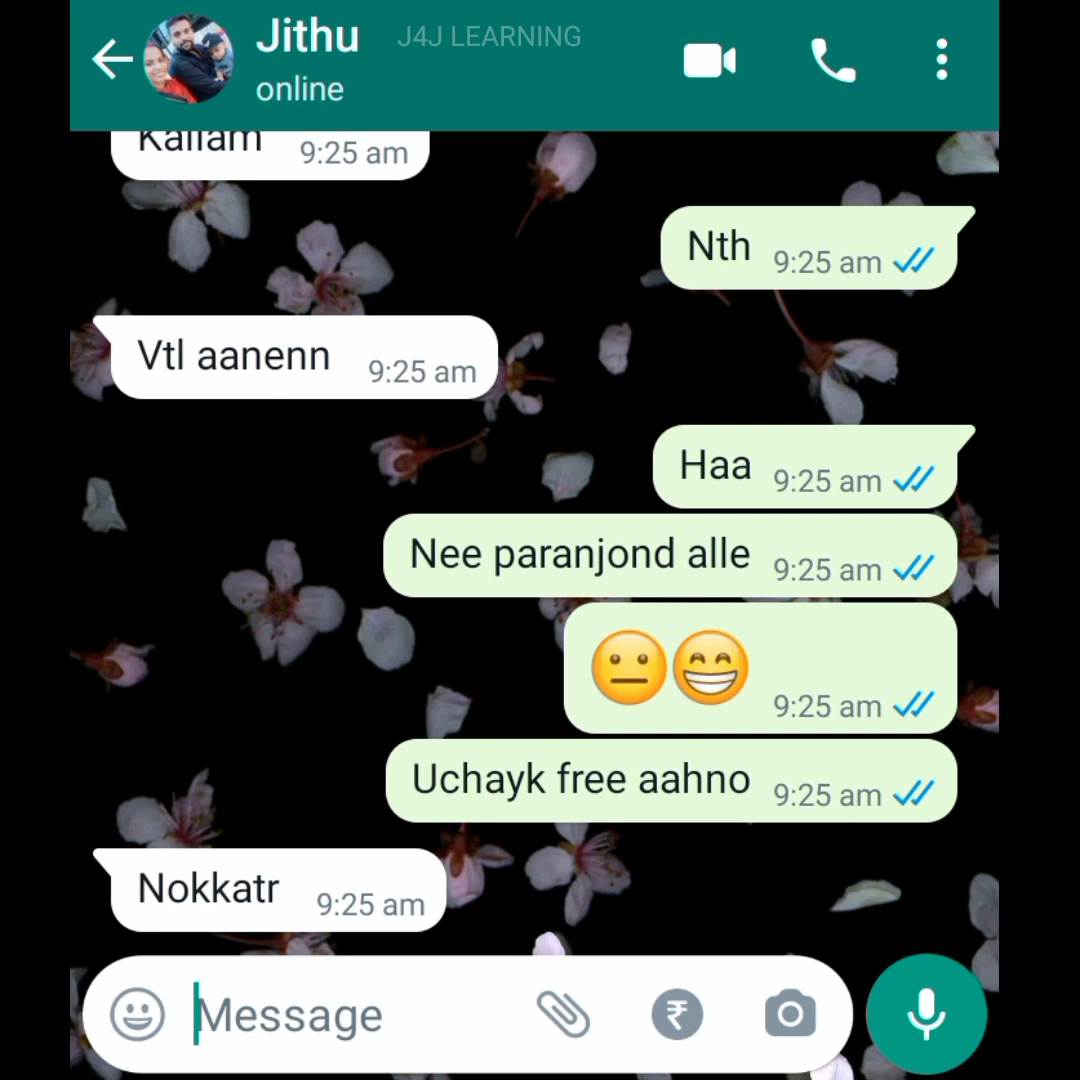 Jithu J4J LEARNING
online
Kallam 9:25 am
Nth 9:25 am
Vtl aanenn 9:25 am
Haa 9:25 am
Nee paranjond alle 9:25 am
😐😁 9:25 am
Uchayk free aahno 9:25 am
Nokkatr 9:25 am
Message ₹